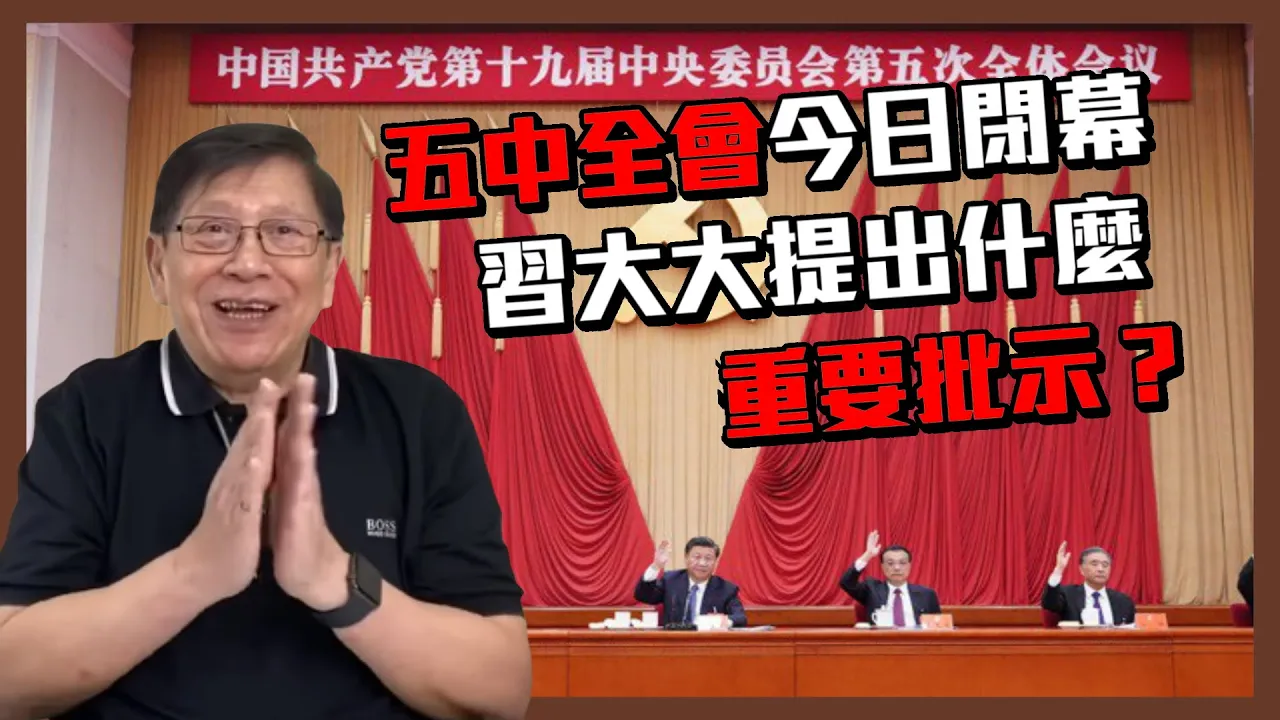 中国共产党第十九届中央委员会第五次全体会议
五中全會今日閉幕
習大大提出什麼
重要批示？
BOSS